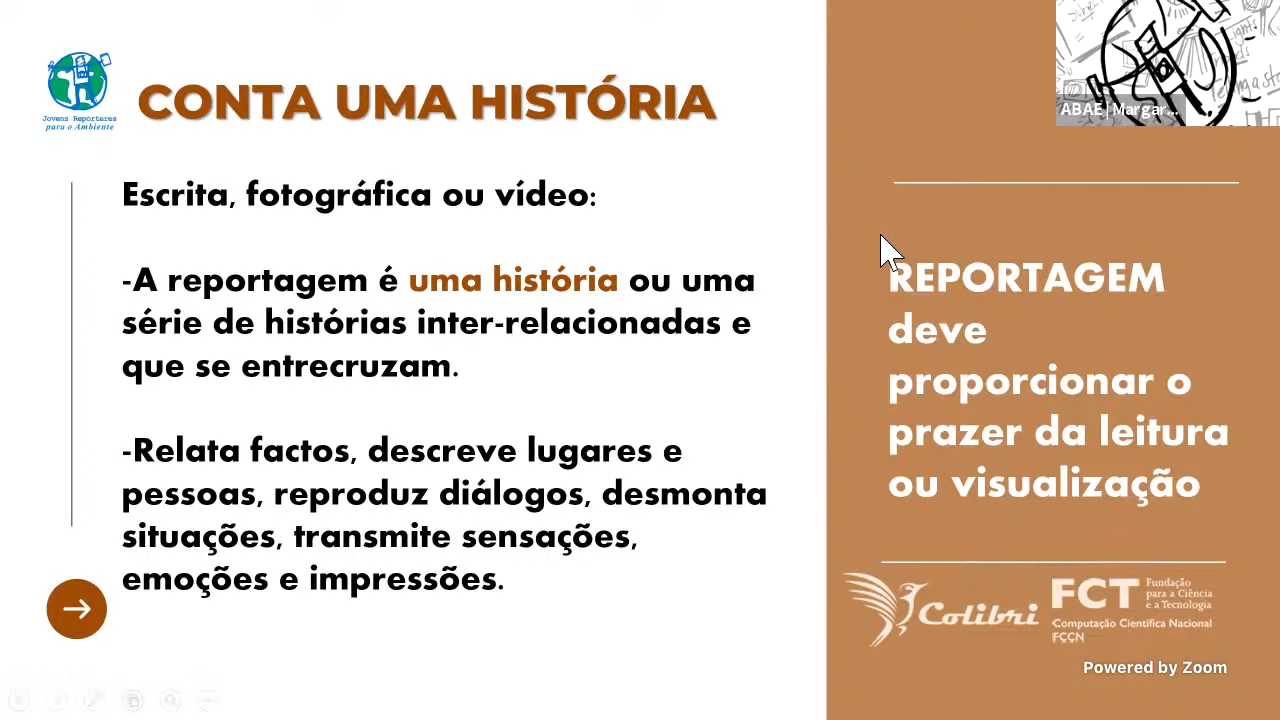 Jovens Repórteres
para o Ambiente
CONTA UMA HISTÓRIA
Escrita, fotográfica ou vídeo:
-A reportagem é uma história ou uma
série de histórias inter-relacionadas e
que se entrecruzam.
-Relata factos, descreve lugares e
pessoas, reproduz diálogos, desmonta
situações, transmite sensações,
emoções e impressões.
ABAE|Margar...
REPORTAGEM
deve
proporcionar o
prazer da leitura
ou visualização
Colibri
FCT
Fundação
para a Ciência
e a Tecnologia
Computação Científica Nacional
FCCN
Powered by Zoom